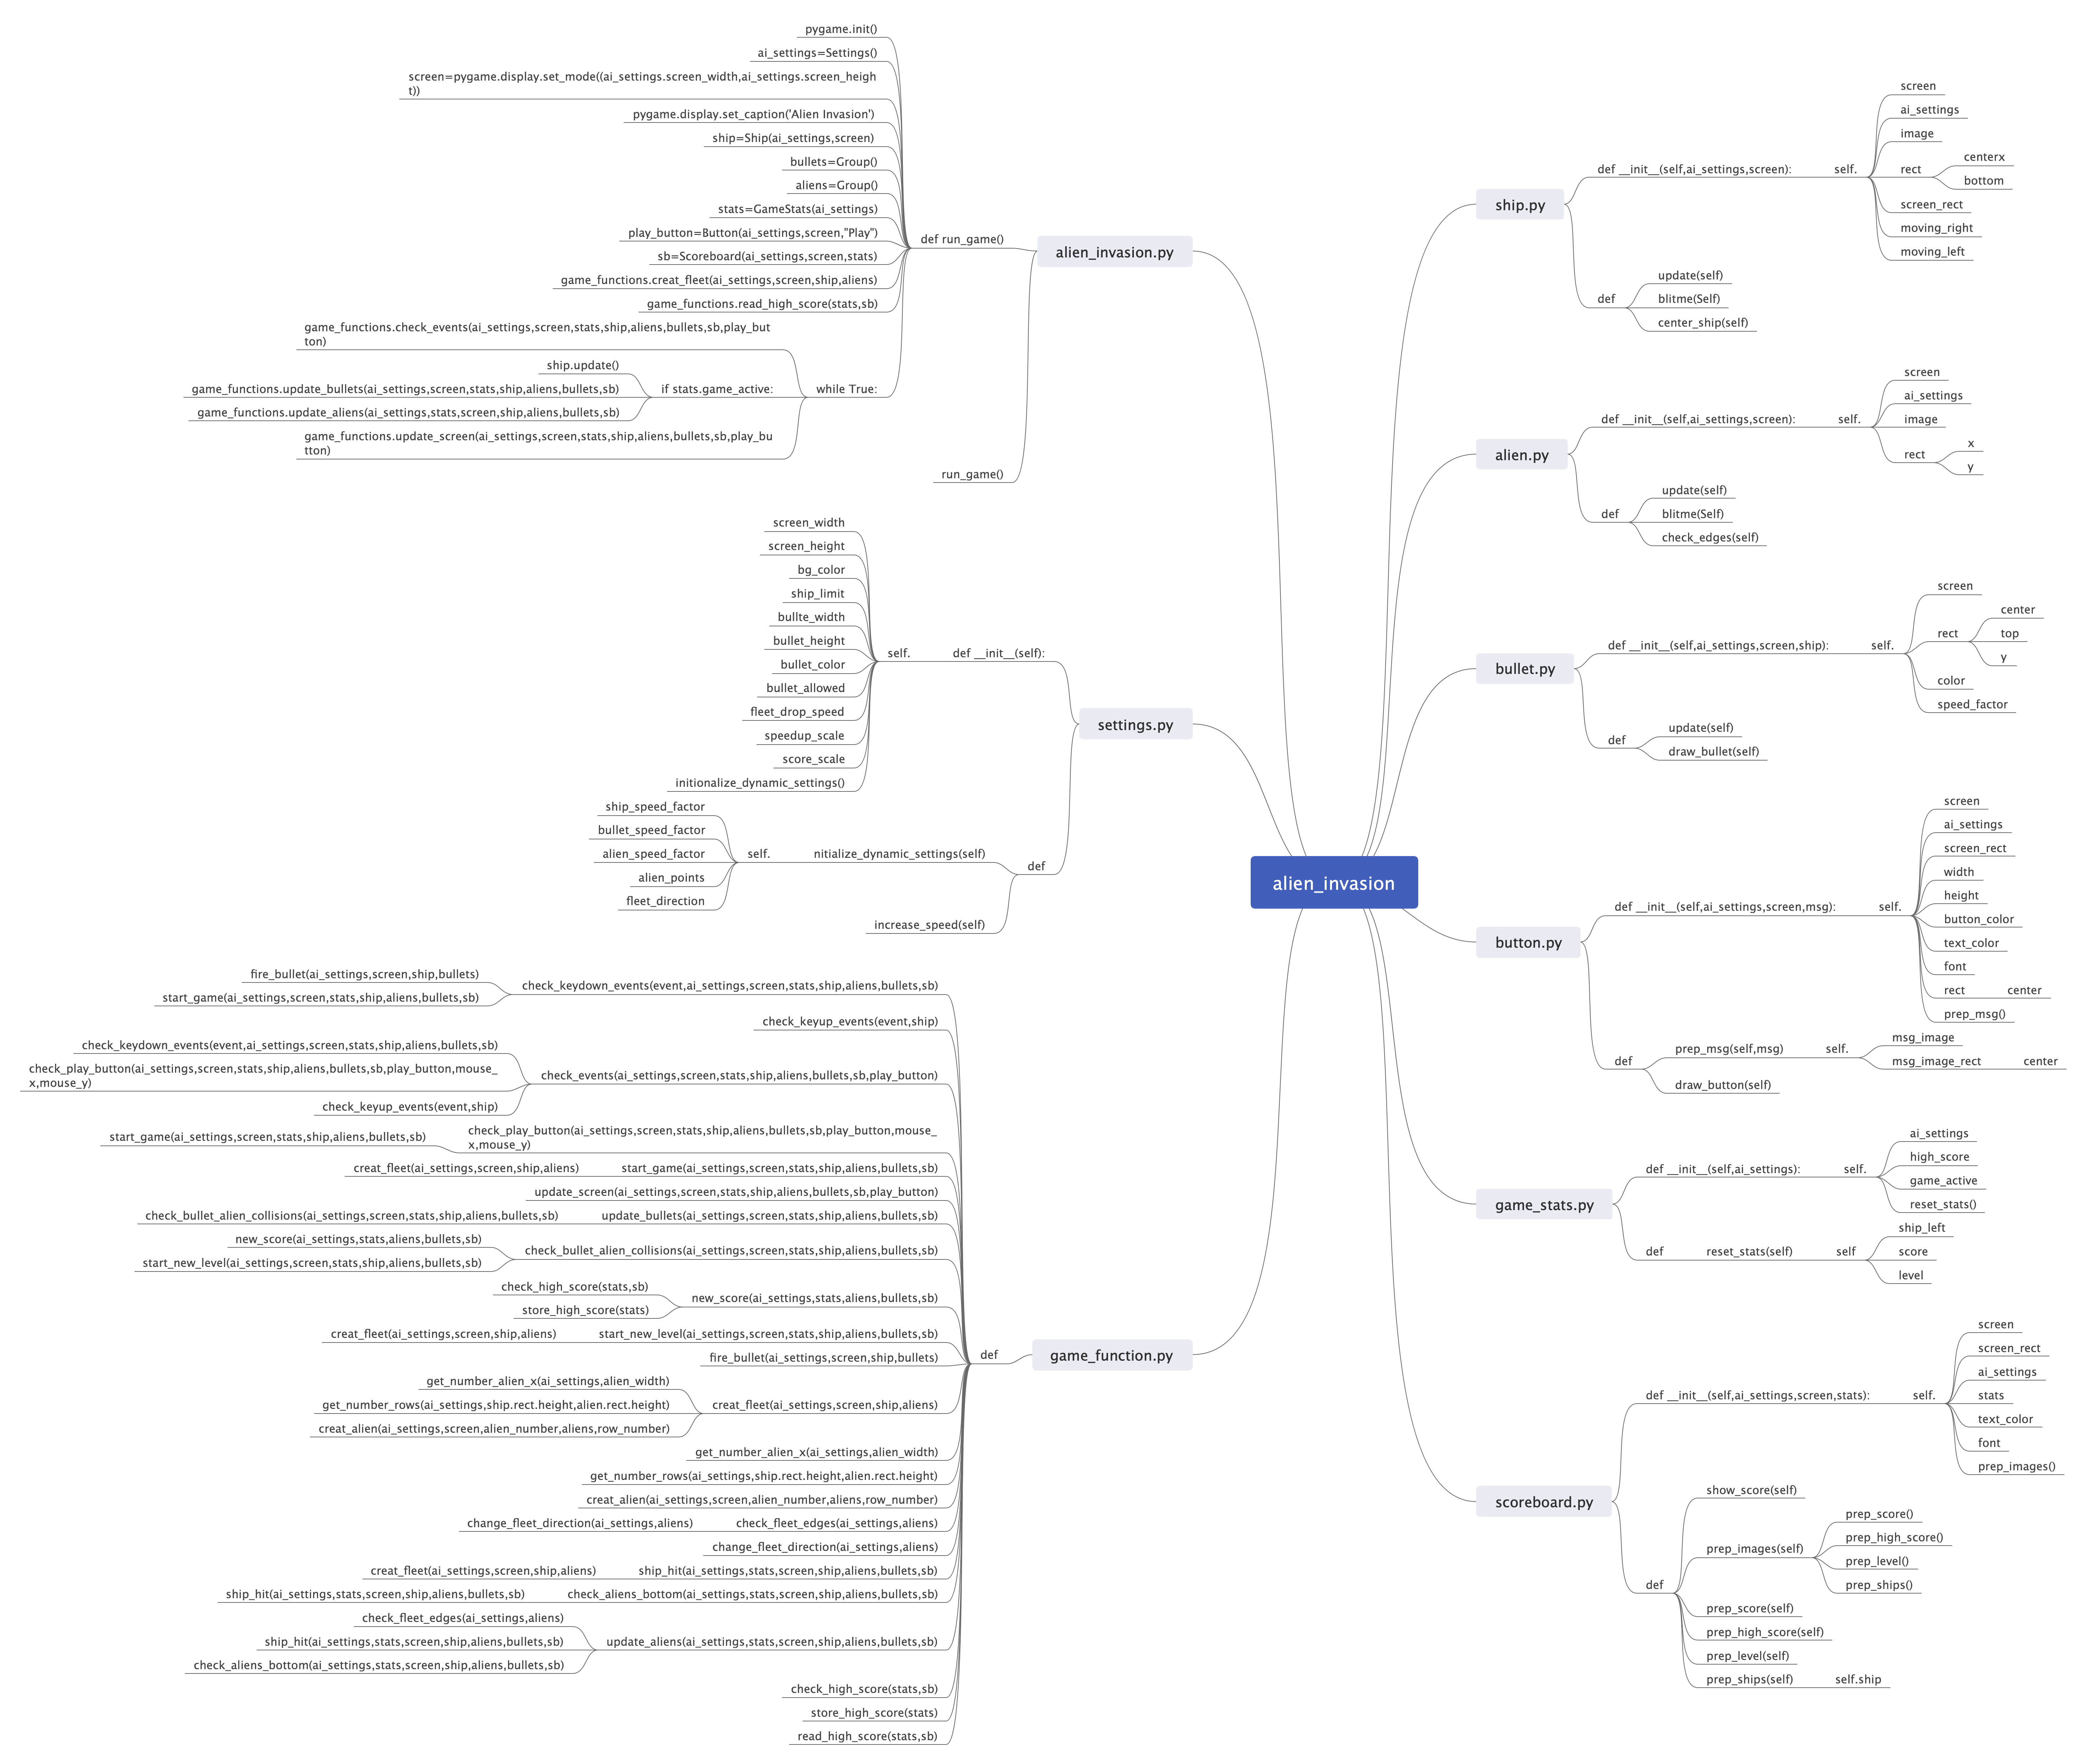 alien_invasion
alien_invasion.py
def run_game()
pygame.init()
ai_settings=Settings()
screen=pygame.display.set_mode((ai_settings.screen_width,ai_settings.screen_heigh
t))
pygame.display.set_caption('Alien Invasion')
ship=Ship(ai_settings,screen)
bullets=Group()
aliens=Group()
stats=GameStats(ai_settings)
play_button=Button(ai_settings,screen,"Play")
sb=Scoreboard(ai_settings,screen,stats)
game_functions.creat_fleet(ai_settings,screen,ship,aliens)
game_functions.read_high_score(stats,sb)
while True:
game_functions.check_events(ai_settings,screen,stats,ship,aliens,bullets,sb,play_but
ton)
if stats.game_active:
ship.update()
game_functions.update_bullets(ai_settings,screen,stats,ship,aliens,bullets,sb)
game_functions.update_aliens(ai_settings,stats,screen,ship,aliens,bullets,sb)
game_functions.update_screen(ai_settings,screen,stats,ship,aliens,bullets,sb,play_bu
tton)
run_game()
settings.py
def __init__(self):
self.
screen_width
screen_height
bg_color
ship_limit
bullte_width
bullet_height
bullet_color
bullet_allowed
fleet_drop_speed
speedup_scale
score_scale
initionalize_dynamic_settings()
def
nitialize_dynamic_settings(self)
self.
ship_speed_factor
bullet_speed_factor
alien_speed_factor
alien_points
fleet_direction
increase_speed(self)
game_function.py
def
check_keydown_events(event,ai_settings,screen,stats,ship,aliens,bullets,sb)
fire_bullet(ai_settings,screen,ship,bullets)
start_game(ai_settings,screen,stats,ship,aliens,bullets,sb)
check_keyup_events(event,ship)
check_events(ai_settings,screen,stats,ship,aliens,bullets,sb,play_button)
check_keydown_events(event,ai_settings,screen,stats,ship,aliens,bullets,sb)
check_play_button(ai_settings,screen,stats,ship,aliens,bullets,sb,play_button,mouse_
x,mouse_y)
check_keyup_events(event,ship)
check_play_button(ai_settings,screen,stats,ship,aliens,bullets,sb,play_button,mouse_
x,mouse_y)
start_game(ai_settings,screen,stats,ship,aliens,bullets,sb)
start_game(ai_settings,screen,stats,ship,aliens,bullets,sb)
creat_fleet(ai_settings,screen,ship,aliens)
update_screen(ai_settings,screen,stats,ship,aliens,bullets,sb,play_button)
update_bullets(ai_settings,screen,stats,ship,aliens,bullets,sb)
check_bullet_alien_collisions(ai_settings,screen,stats,ship,aliens,bullets,sb)
check_bullet_alien_collisions(ai_settings,screen,stats,ship,aliens,bullets,sb)
new_score(ai_settings,stats,aliens,bullets,sb)
start_new_level(ai_settings,screen,stats,ship,aliens,bullets,sb)
new_score(ai_settings,stats,aliens,bullets,sb)
check_high_score(stats,sb)
store_high_score(stats)
start_new_level(ai_settings,screen,stats,ship,aliens,bullets,sb)
creat_fleet(ai_settings,screen,ship,aliens)
fire_bullet(ai_settings,screen,ship,bullets)
creat_fleet(ai_settings,screen,ship,aliens)
get_number_alien_x(ai_settings,alien_width)
get_number_rows(ai_settings,ship.rect.height,alien.rect.height)
creat_alien(ai_settings,screen,alien_number,aliens,row_number)
get_number_alien_x(ai_settings,alien_width)
get_number_rows(ai_settings,ship.rect.height,alien.rect.height)
creat_alien(ai_settings,screen,alien_number,aliens,row_number)
check_fleet_edges(ai_settings,aliens)
change_fleet_direction(ai_settings,aliens)
change_fleet_direction(ai_settings,aliens)
ship_hit(ai_settings,stats,screen,ship,aliens,bullets,sb)
creat_fleet(ai_settings,screen,ship,aliens)
check_aliens_bottom(ai_settings,stats,screen,ship,aliens,bullets,sb)
ship_hit(ai_settings,stats,screen,ship,aliens,bullets,sb)
update_aliens(ai_settings,stats,screen,ship,aliens,bullets,sb)
check_fleet_edges(ai_settings,aliens)
ship_hit(ai_settings,stats,screen,ship,aliens,bullets,sb)
check_aliens_bottom(ai_settings,stats,screen,ship,aliens,bullets,sb)
check_high_score(stats,sb)
store_high_score(stats)
read_high_score(stats,sb)
ship.py
def __init__(self,ai_settings,screen):
self.
screen
ai_settings
image
rect
centerx
bottom
screen_rect
moving_right
moving_left
def
update(self)
blitme(Self)
center_ship(self)
alien.py
def __init__(self,ai_settings,screen):
self.
screen
ai_settings
image
rect
x
y
def
update(self)
blitme(Self)
check_edges(self)
bullet.py
def __init__(self,ai_settings,screen,ship):
self.
screen
rect
center
top
y
color
speed_factor
def
update(self)
draw_bullet(self)
button.py
def __init__(self,ai_settings,screen,msg):
self.
screen
ai_settings
screen_rect
width
height
button_color
text_color
font
rect
center
prep_msg()
def
prep_msg(self,msg)
self.
msg_image
msg_image_rect
center
draw_button(self)
game_stats.py
def __init__(self,ai_settings):
self.
ai_settings
high_score
game_active
reset_stats()
def
reset_stats(self)
self
ship_left
score
level
scoreboard.py
def __init__(self,ai_settings,screen,stats):
self.
screen
screen_rect
ai_settings
stats
text_color
font
prep_images()
def
show_score(self)
prep_images(self)
prep_score()
prep_high_score()
prep_level()
prep_ships()
prep_score(self)
prep_high_score(self)
prep_level(self)
prep_ships(self)
self.ship